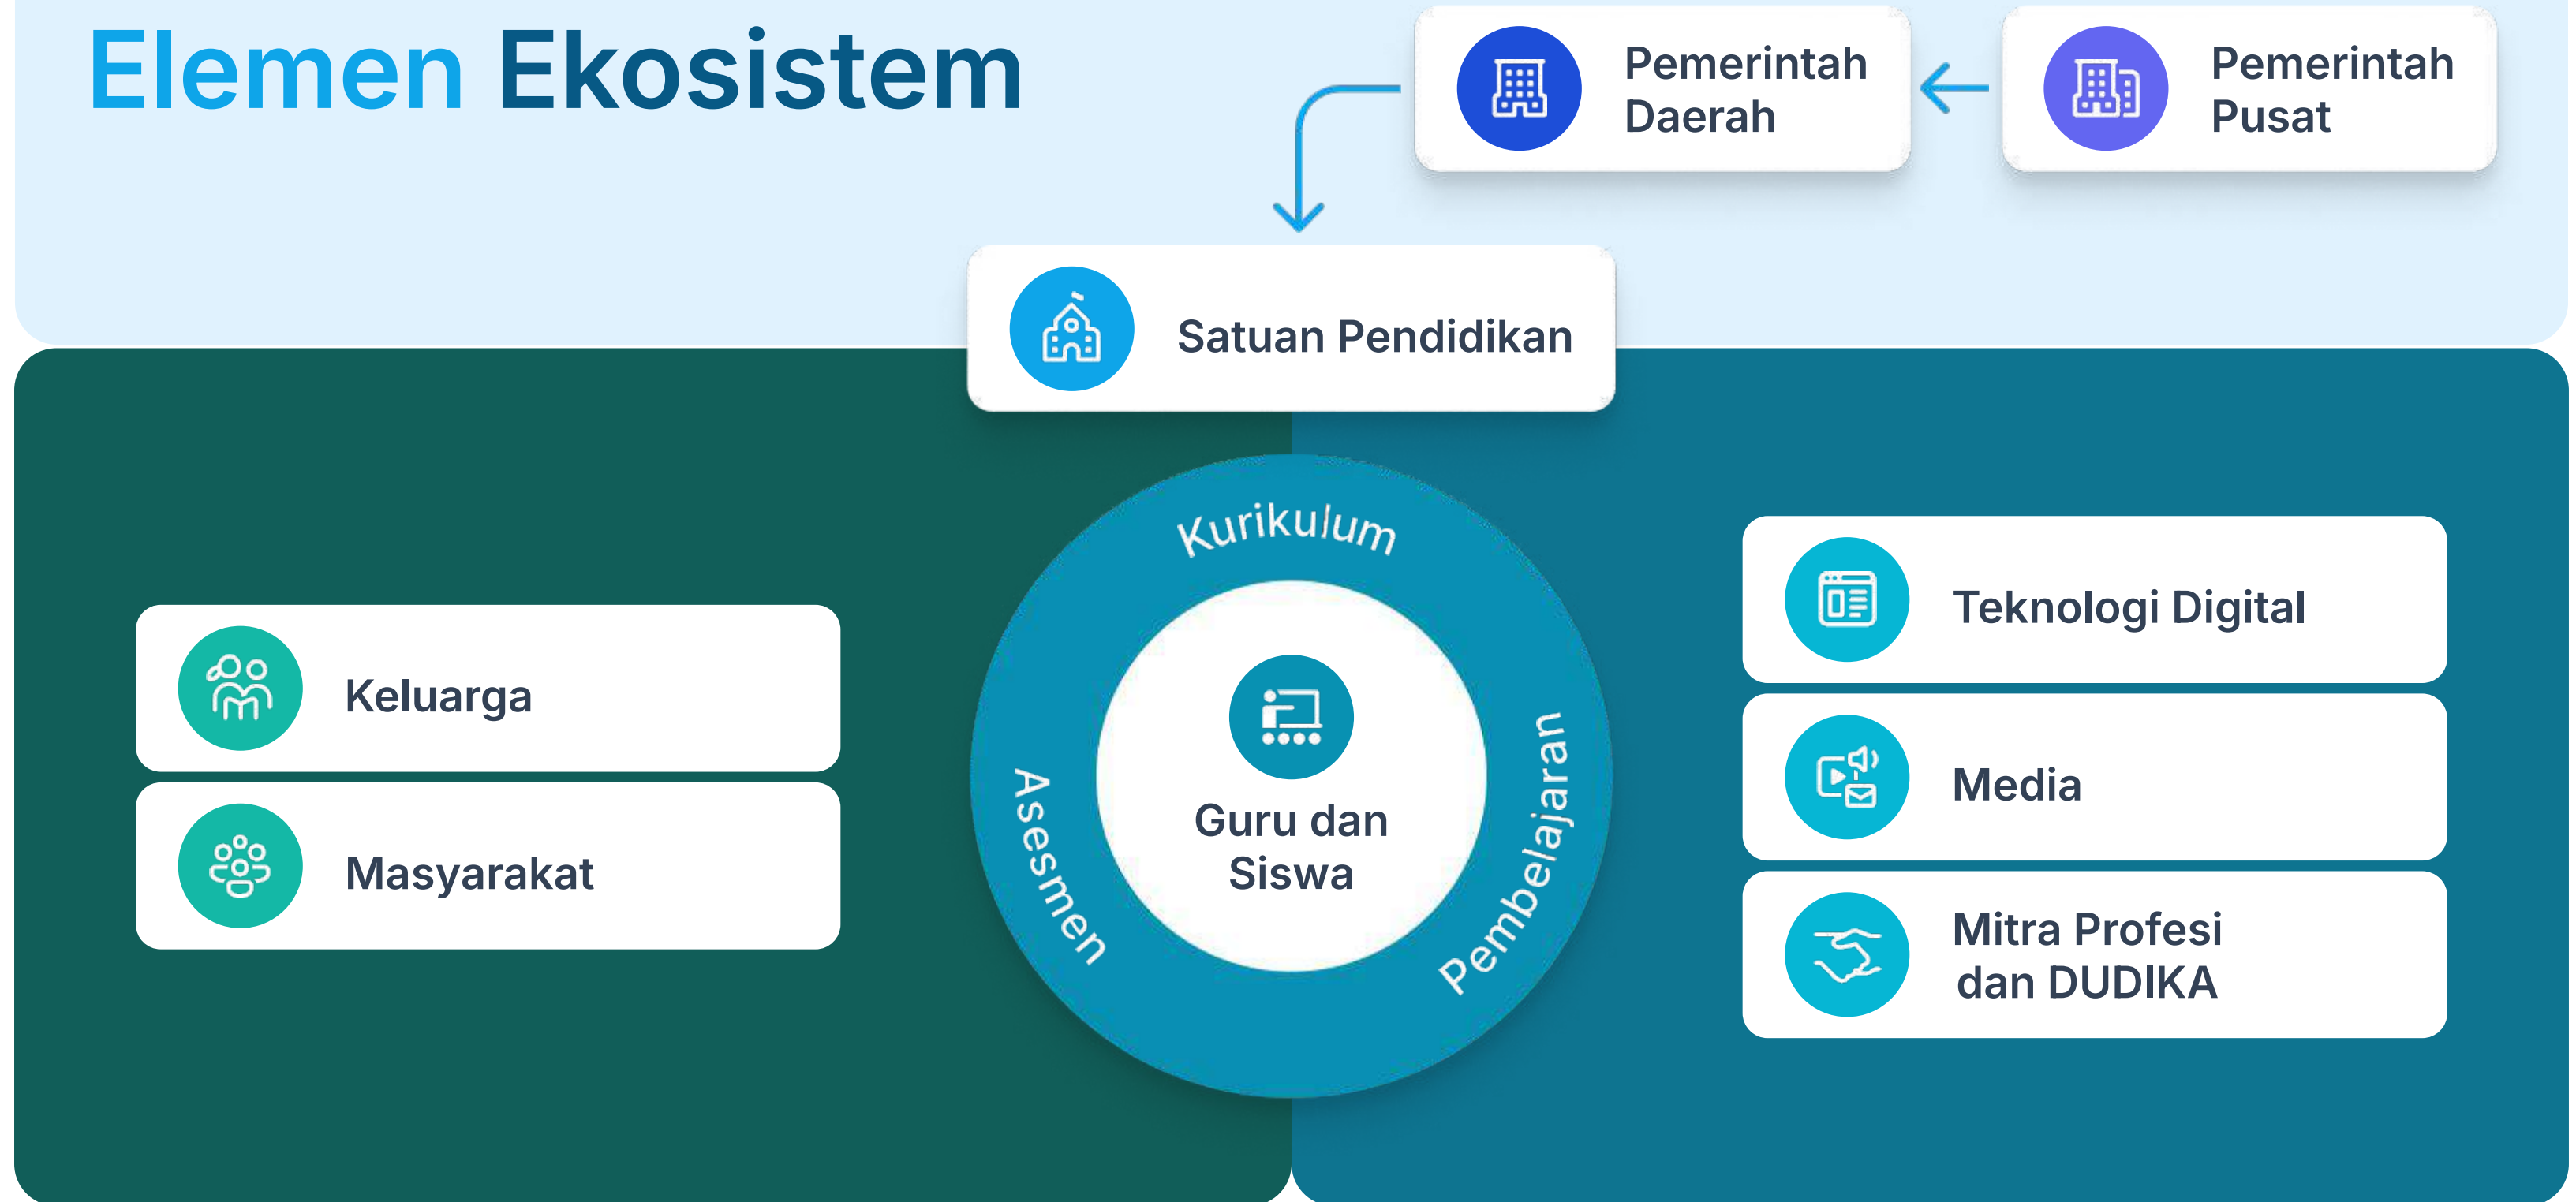 Elemen Ekosistem
Pemerintah
Daerah
Pemerintah
Pusat
Satuan Pendidikan
Keluarga
Masyarakat
Kurikulum
Asesmen
Pembelajaran
Guru dan
Siswa
Teknologi Digital
Media
Mitra Profesi
dan DUDIKA